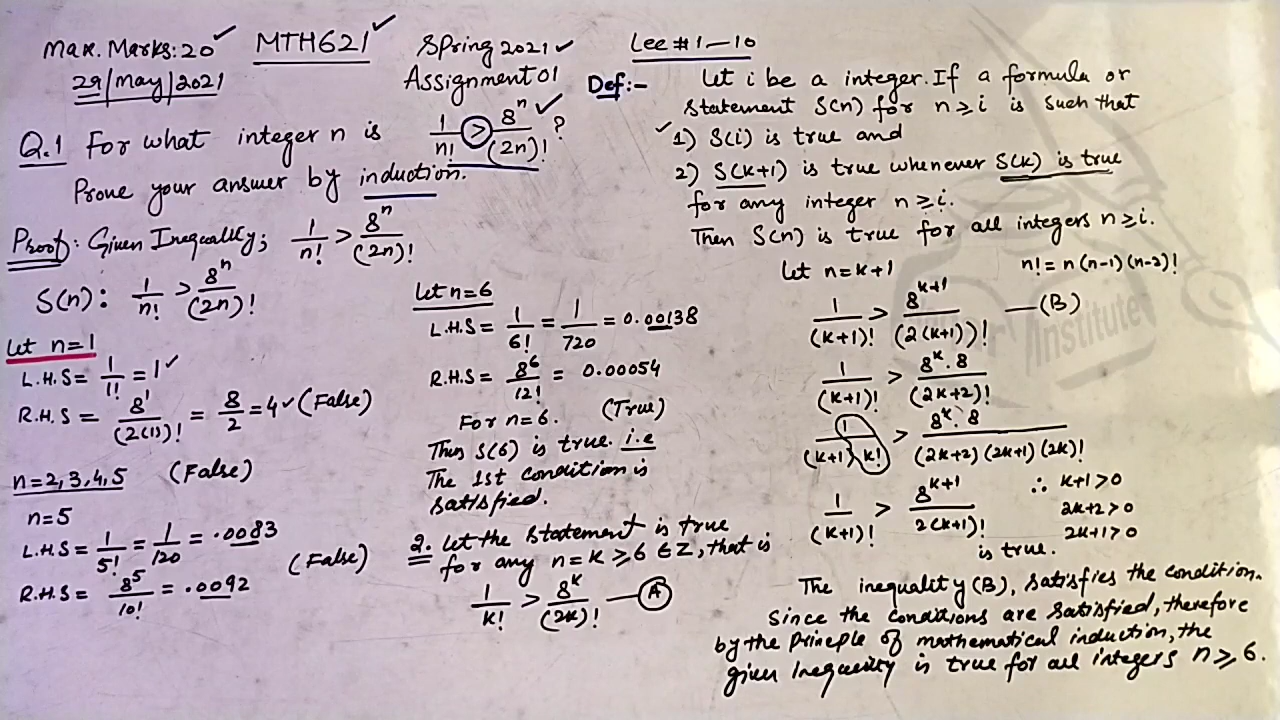 Max. Marks: 20 ✓ MTH621 ✓ Spring 2021 ✓ Lec # 1-10
29/may/2021 Assignment 01
Q.1 For what integer n is 1/n! > 8^n/(2n)! ✓ ?
Prove your answer by induction.
Proof: Given Inequality; 1/n! > 8^n/(2n)!
S(n): 1/n! > 8^n/(2n)!
Let n=1
L.H.S = 1/1! = 1 ✓
R.H.S = 8^1/(2(1))! = 8/2 = 4 ✓ (False)
n=2,3,4,5 (False)
n=5
L.H.S = 1/5! = 1/120 = .0083
(False)
R.H.S = 8^5/10! = .0092
Let n=6
L.H.S = 1/6! = 1/720 = 0.00138
R.H.S = 8^6/12! = 0.00054
For n=6. (True)
Thus S(6) is true. i.e
The 1st condition is
satisfied.
2. Let the statement is true
for any n=k ≥ 6 ∈ Z, that is
1/k! > 8^k/(2k)! — (A)
Def:- Let i be a integer. If a formula or
statement S(n) for n ≥ i is such that
✓ 1) S(i) is true and
2) S(k+1) is true whenever S(k) is true
for any integer n ≥ i.
Then S(n) is true for all integers n ≥ i.
Let n=k+1 n! = n(n-1)(n-2)!
1/(k+1)! > 8^(k+1)/(2(k+1))! — (B)
1/(k+1)! > 8^k . 8/(2k+2)!
1/(k+1) k! > 8^k . 8/(2k+2)(2k+1)(2k)!
1/(k+1)! > 8^(k+1)/2(k+1)! ∴ k+1>0
2k+2>0
2k+1>0
is true.
The inequality (B), satisfies the condition.
Since the conditions are satisfied, therefore
by the principle of mathematical induction, the
given Inequality is true for all integers n ≥ 6.
Institute